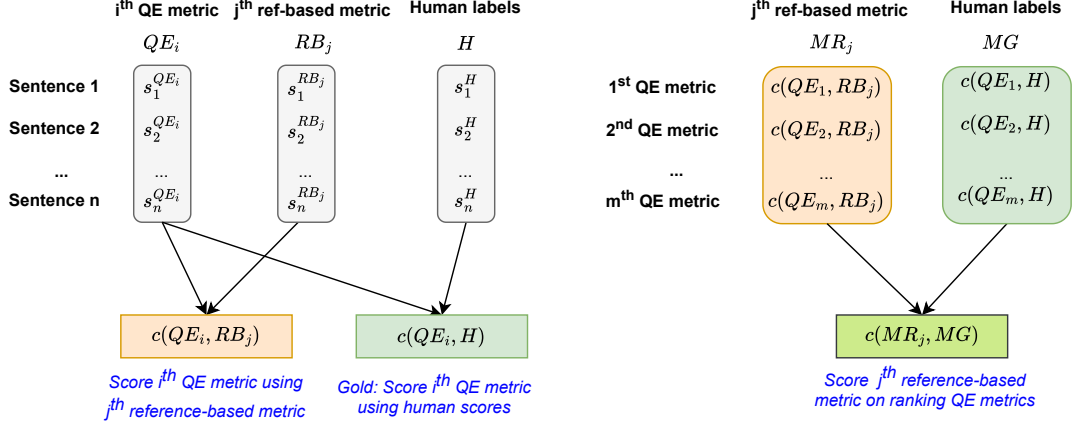 i^th QE metric j^th ref-based metric Human labels
QE_i RB_j H
Sentence 1 s_1^{QE_i} s_1^{RB_j} s_1^H
Sentence 2 s_2^{QE_i} s_2^{RB_j} s_2^H
... ... ... ...
Sentence n s_n^{QE_i} s_n^{RB_j} s_n^H
c(QE_i, RB_j) c(QE_i, H)
Score i^th QE metric using
j^th reference-based metric
Gold: Score i^th QE metric
using human scores
j^th ref-based metric Human labels
MR_j MG
1^st QE metric c(QE_1, RB_j) c(QE_1, H)
2^nd QE metric c(QE_2, RB_j) c(QE_2, H)
... ... ...
m^th QE metric c(QE_m, RB_j) c(QE_m, H)
c(MR_j, MG)
Score j^th reference-based
metric on ranking QE metrics